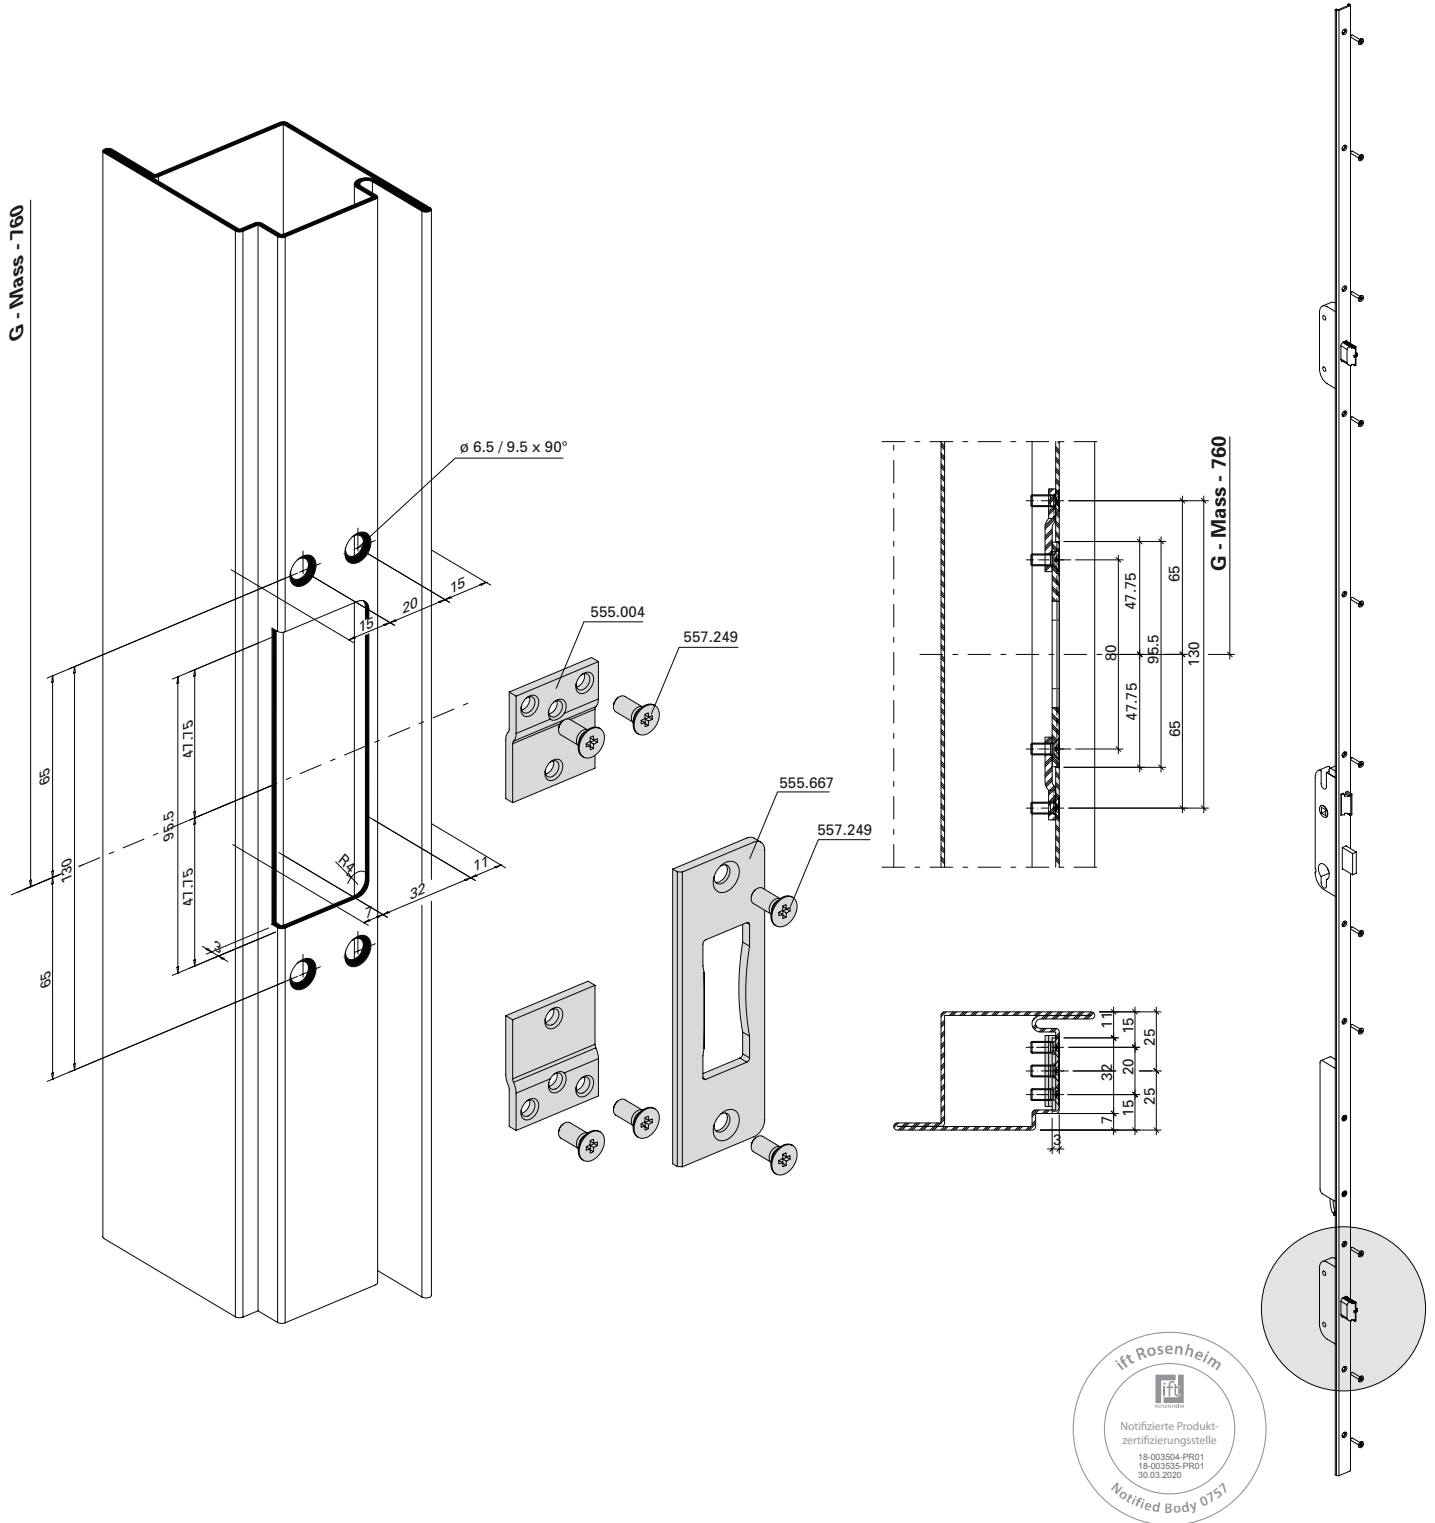 G - Mass - 760
ø 6.5 / 9.5 x 90°
15
20
15
65
130
65
95.5
47.75
47.75
3
R4
7
32
11
555.004
557.249
555.667
557.249
G - Mass - 760
47.75
65
80
95.5
130
47.75
65
11
15
25
32
20
7
15
25
3
ift Rosenheim
ift
ROSENHEIM
Notifizierte Produkt-
zertifizierungsstelle
18-003504-PR01
18-003535-PR01
30.03.2020
Notified Body 0757